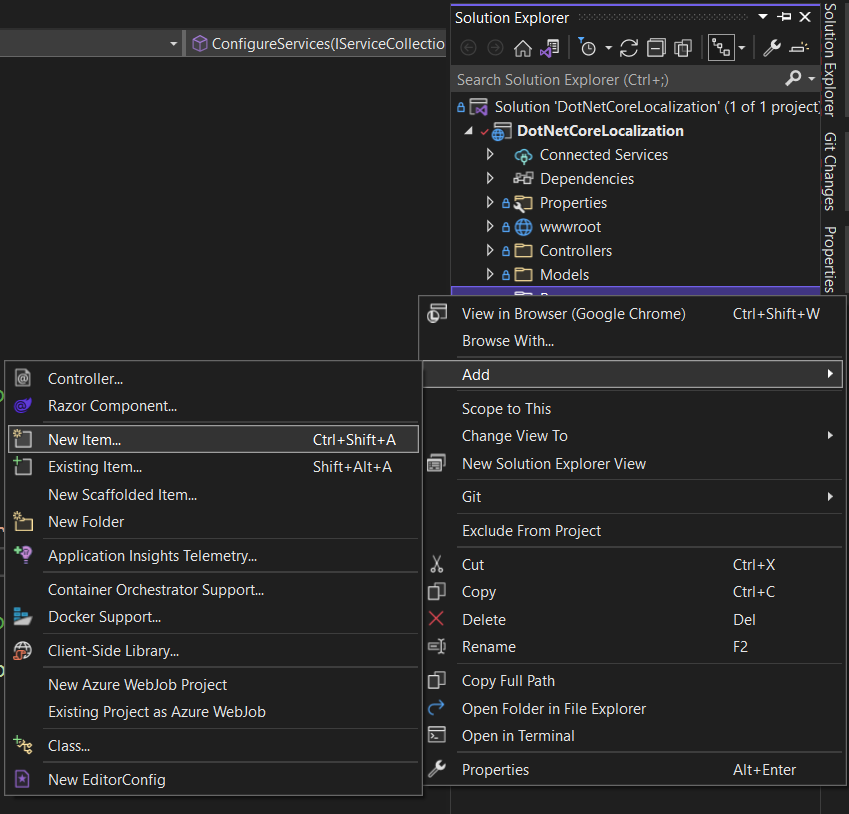 Solution Explorer
ConfigureServices(IServiceCollectio
Search Solution Explorer (Ctrl+;)
Solution 'DotNetCoreLocalization' (1 of 1 project)
DotNetCoreLocalization
Connected Services
Dependencies
Properties
wwwroot
Controllers
Models
Solution Explorer
Git Changes
Properties
View in Browser (Google Chrome) Ctrl+Shift+W
Browse With...
Add
Scope to This
Change View To
New Solution Explorer View
Git
Exclude From Project
Cut Ctrl+X
Copy Ctrl+C
Delete Del
Rename F2
Copy Full Path
Open Folder in File Explorer
Open in Terminal
Properties Alt+Enter
Controller...
Razor Component...
New Item... Ctrl+Shift+A
Existing Item... Shift+Alt+A
New Scaffolded Item...
New Folder
Application Insights Telemetry...
Container Orchestrator Support...
Docker Support...
Client-Side Library...
New Azure WebJob Project
Existing Project as Azure WebJob
Class...
New EditorConfig